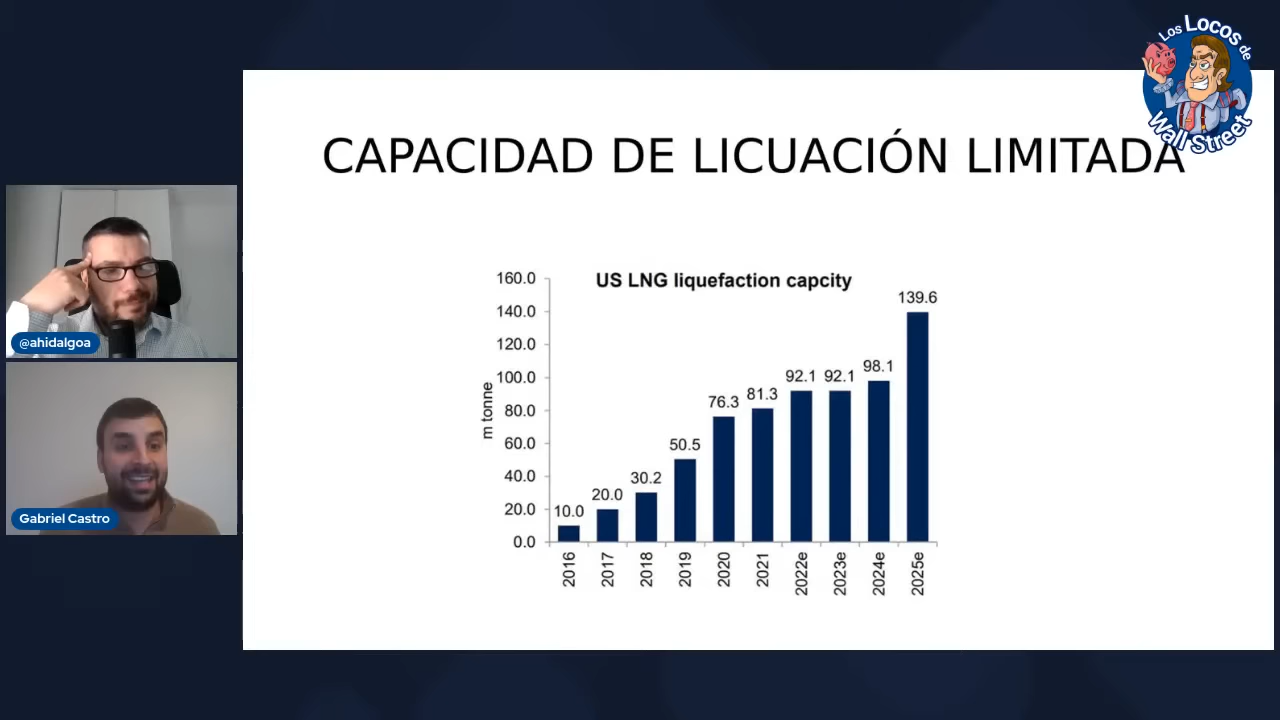 Los Locos de
Wall Street
CAPACIDAD DE LICUACIÓN LIMITADA
@ahidalgoa
Gabriel Castro
US LNG liquefaction capcity
m tonne
160.0
140.0
120.0
100.0
80.0
60.0
40.0
20.0
0.0
10.0
20.0
30.2
50.5
76.3
81.3
92.1
92.1
98.1
139.6
2016
2017
2018
2019
2020
2021
2022e
2023e
2024e
2025e